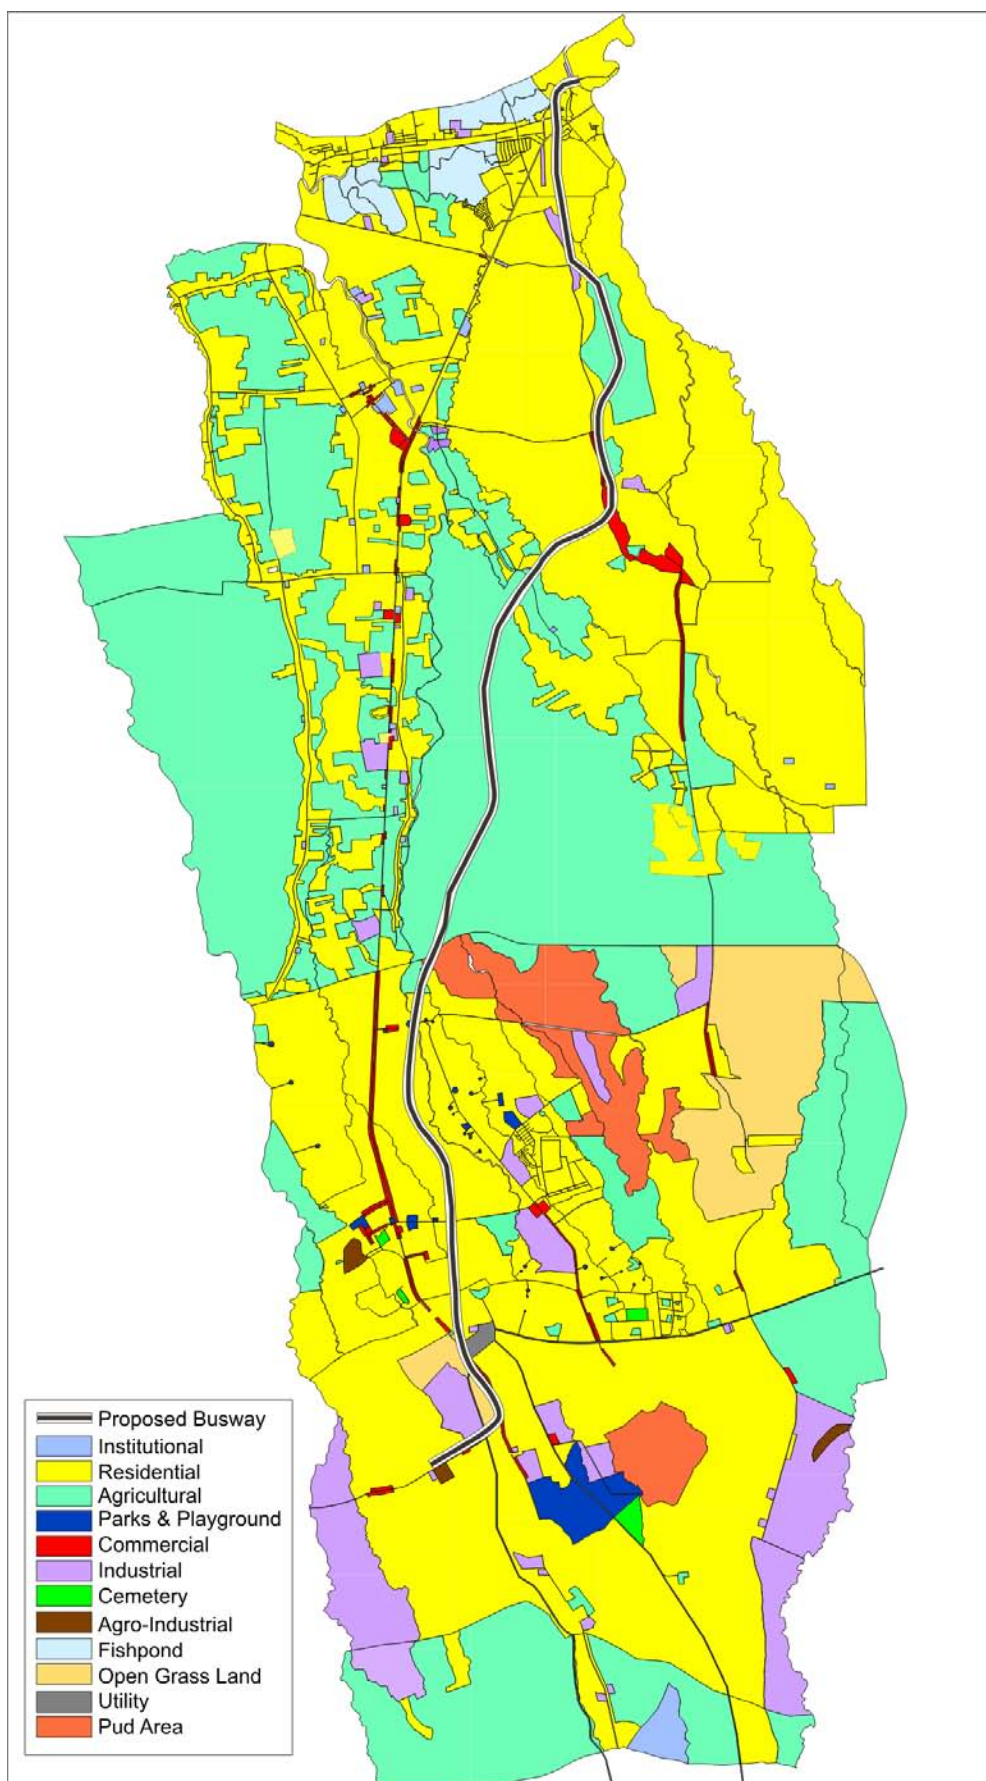 Proposed Busway
Institutional
Residential
Agricultural
Parks & Playground
Commercial
Industrial
Cemetery
Agro-Industrial
Fishpond
Open Grass Land
Utility
Pud Area